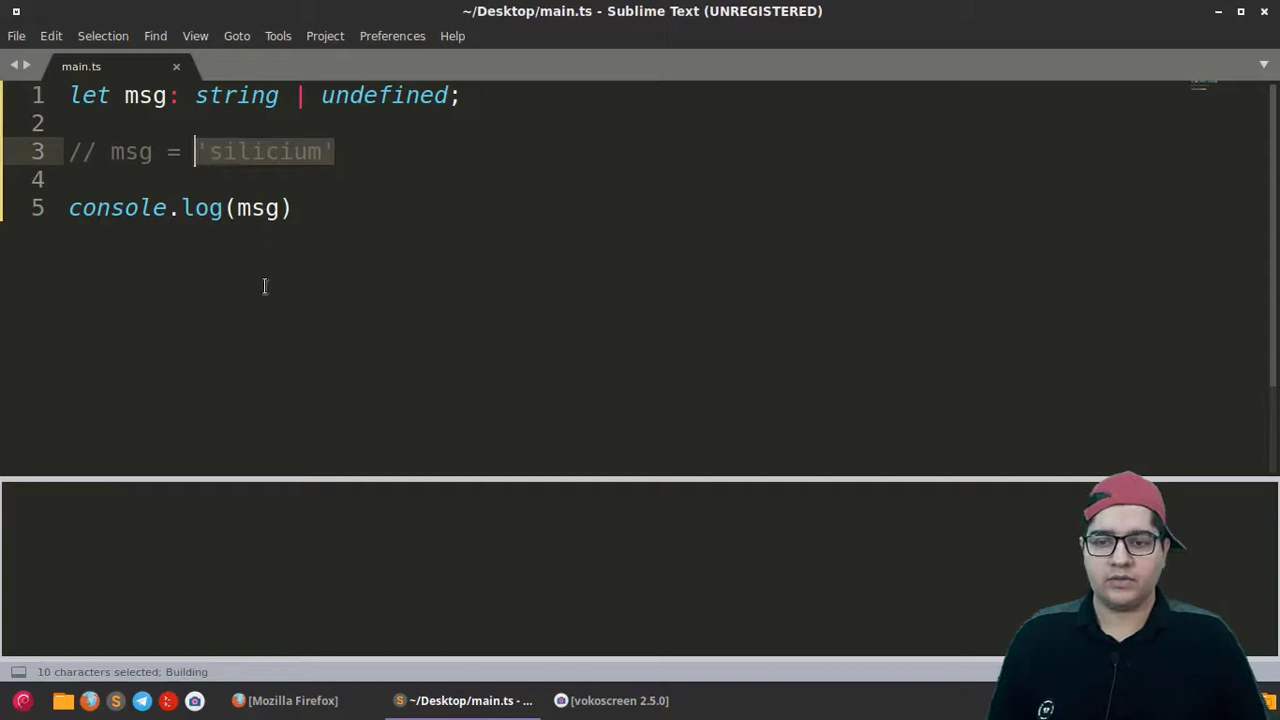 ~/Desktop/main.ts - Sublime Text (UNREGISTERED)
File Edit Selection Find View Goto Tools Project Preferences Help
main.ts
1 let msg: string | undefined;
2
3 // msg = 'silicium'
4
5 console.log(msg)
10 characters selected; Building
[Mozilla Firefox] ~/Desktop/main.ts - ... [vokoscreen 2.5.0]